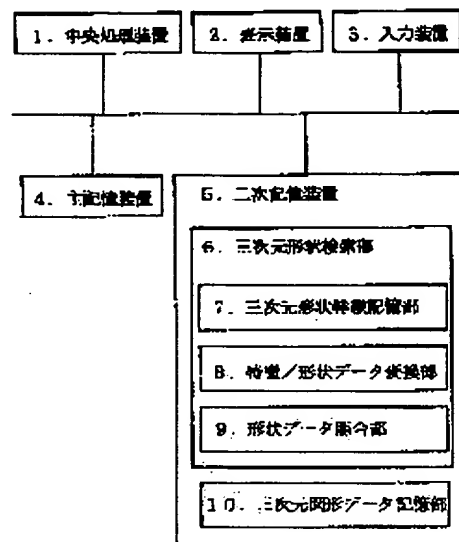 1. 中央処理装置
2. 表示装置
3. 入力装置
4. 主記憶装置
5. 二次記憶装置
6. 三次元形状検索部
7. 三次元形状特徴記憶部
8. 特徴/形状データ変換部
9. 形状データ照合部
10. 三次元図形データ記憶部